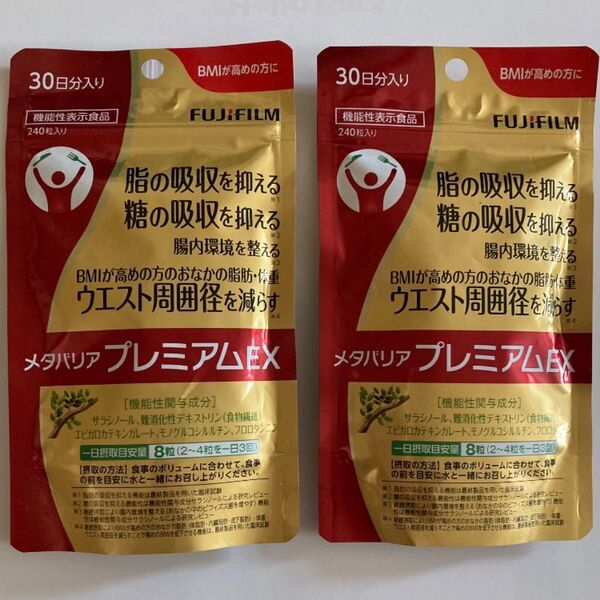 30日分入り
BMIが高めの方に
機能性表示食品
240粒入り
FUJIFILM
脂の吸収を抑える
※1
糖の吸収を抑える
※2
腸内環境を整える
※3
BMIが高めの方のおなかの脂肪・体重
ウエスト周囲径を減らす
※4
メタバリア プレミアムEX
［機能性関与成分］
サラシノール、難消化性デキストリン（食物繊維）
エピガロカテキンガレート、モノグルコシルルチン、フロロタンニン
一日摂取目安量 8粒（2〜4粒を一日3回）
［摂取の方法］食事のボリュームに合わせて、食事
の前を目安に水と一緒にお召し上がりください。
30日分入り
BMIが高めの方に
機能性表示食品
240粒入り
FUJIFILM
脂の吸収を抑える
※1
糖の吸収を抑える
※2
腸内環境を整える
※3
BMIが高めの方のおなかの脂肪・体重
ウエスト周囲径を減らす
※4
メタバリア プレミアムEX
［機能性関与成分］
サラシノール、難消化性デキストリン（食物繊維）
エピガロカテキンガレート、モノグルコシルルチン、フロロタンニン
一日摂取目安量 8粒（2〜4粒を一日3回）
［摂取の方法］食事のボリュームに合わせて、食事
の前を目安に水と一緒にお召し上がりください。